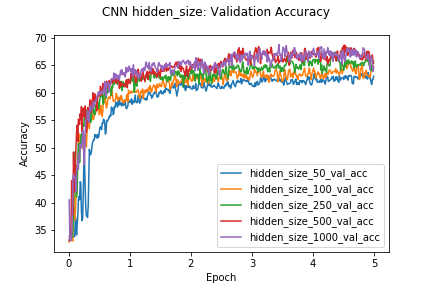 CNN hidden_size: Validation Accuracy
70
65
60
55
50
45
40
35
Accuracy
hidden_size_50_val_acc
hidden_size_100_val_acc
hidden_size_250_val_acc
hidden_size_500_val_acc
hidden_size_1000_val_acc
0 1 2 3 4 5
Epoch